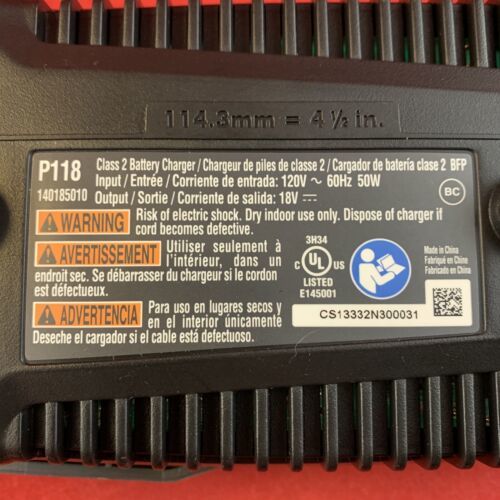 114.3mm = 4 ½ in.
P118 Class 2 Battery Charger / Chargeur de piles de classe 2 / Cargador de batería clase 2 BFP
140185010 Input / Entrée / Corriente de entrada: 120V ~ 60Hz 50W
Output / Sortie / Corriente de salida: 18V ⎓
BC
WARNING Risk of electric shock. Dry indoor use only. Dispose of charger if
cord becomes defective.
AVERTISSEMENT Utiliser seulement à
l'intérieur, dans un
endroit sec. Se débarrasser du chargeur si le cordon
est défectueux.
ADVERTENCIA Para uso en lugares secos y
en el interior únicamente
Deseche el cargador si el cable está defectuoso.
3H34
C UL US
LISTED
E145001
Made in China
Fabriqué en Chine
Fabricado en China
CS13332N300031